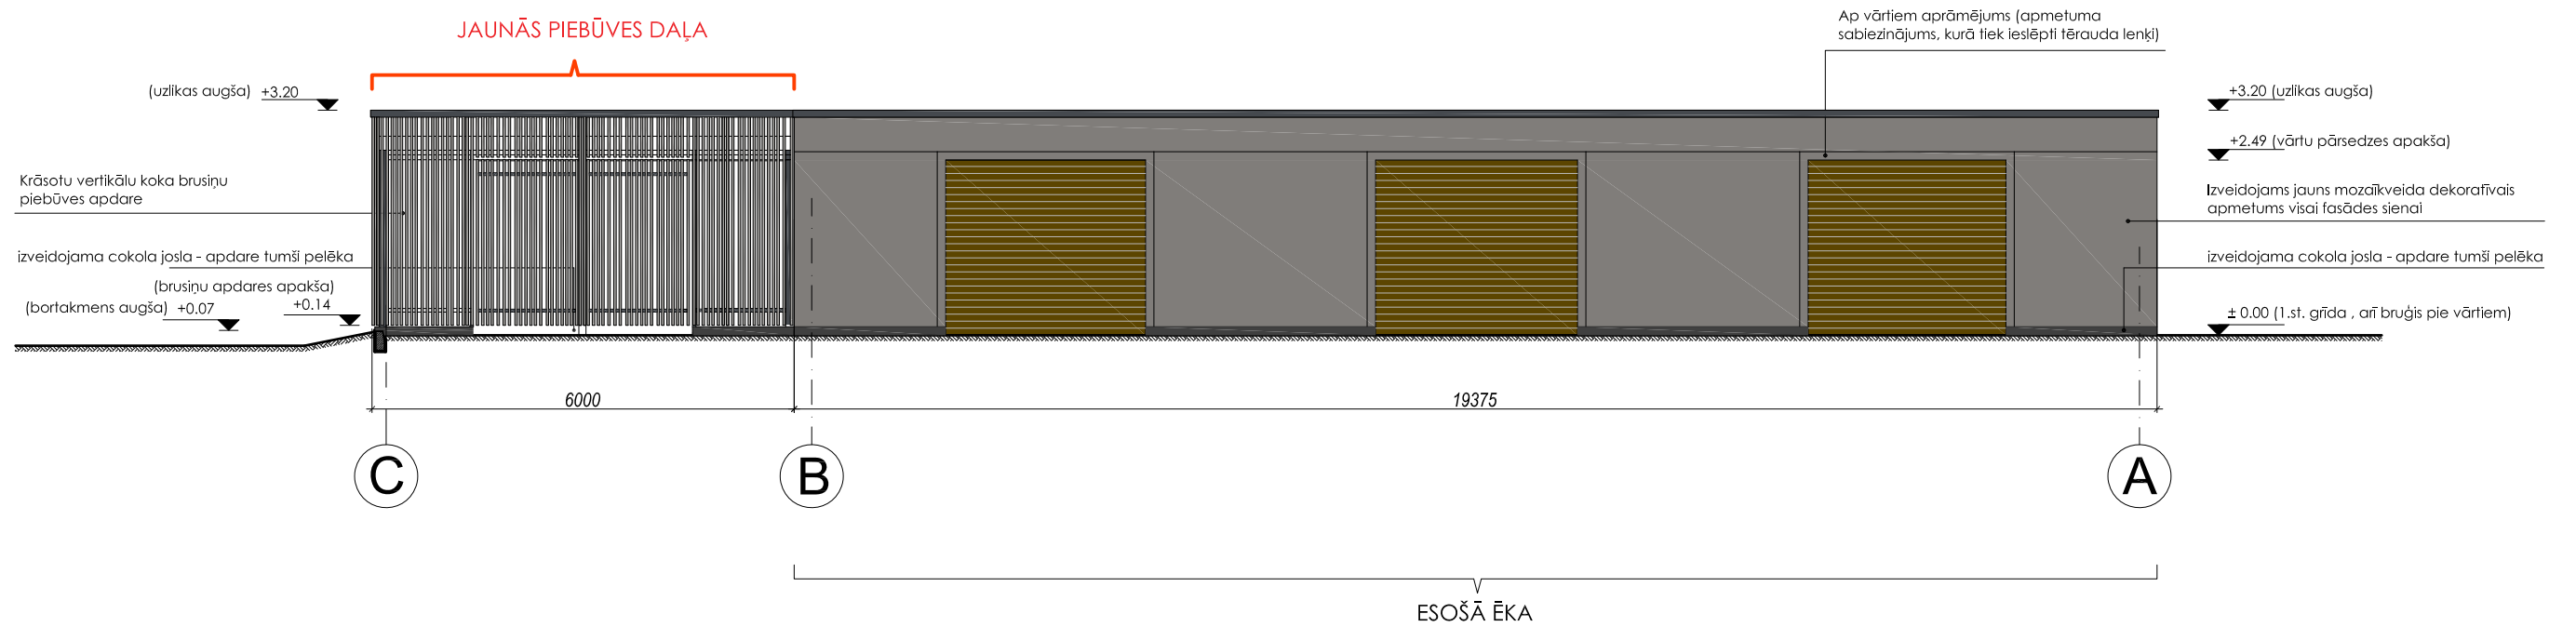 JAUNĀS PIEBŪVES DAĻA
Ap vārtiem aprāmējums (apmetuma
sabiezinājums, kurā tiek ieslēpti tērauda lenķi)
(uzlikas augša) +3.20
+3.20 (uzlikas augša)
+2.49 (vārtu pārsedzes apakša)
Krāsotu vertikālu koka brusiņu
piebūves apdare
Izveidojams jauns mozaīkveida dekoratīvais
apmetums visai fasādes sienai
izveidojama cokola josla - apdare tumši pelēka
izveidojama cokola josla - apdare tumši pelēka
(brusiņu apdares apakša)
+0.14
(bortakmens augša) +0.07
± 0.00 (1.st. grīda , arī bruģis pie vārtiem)
6000
19375
C
B
A
ESOŠĀ ĒKA